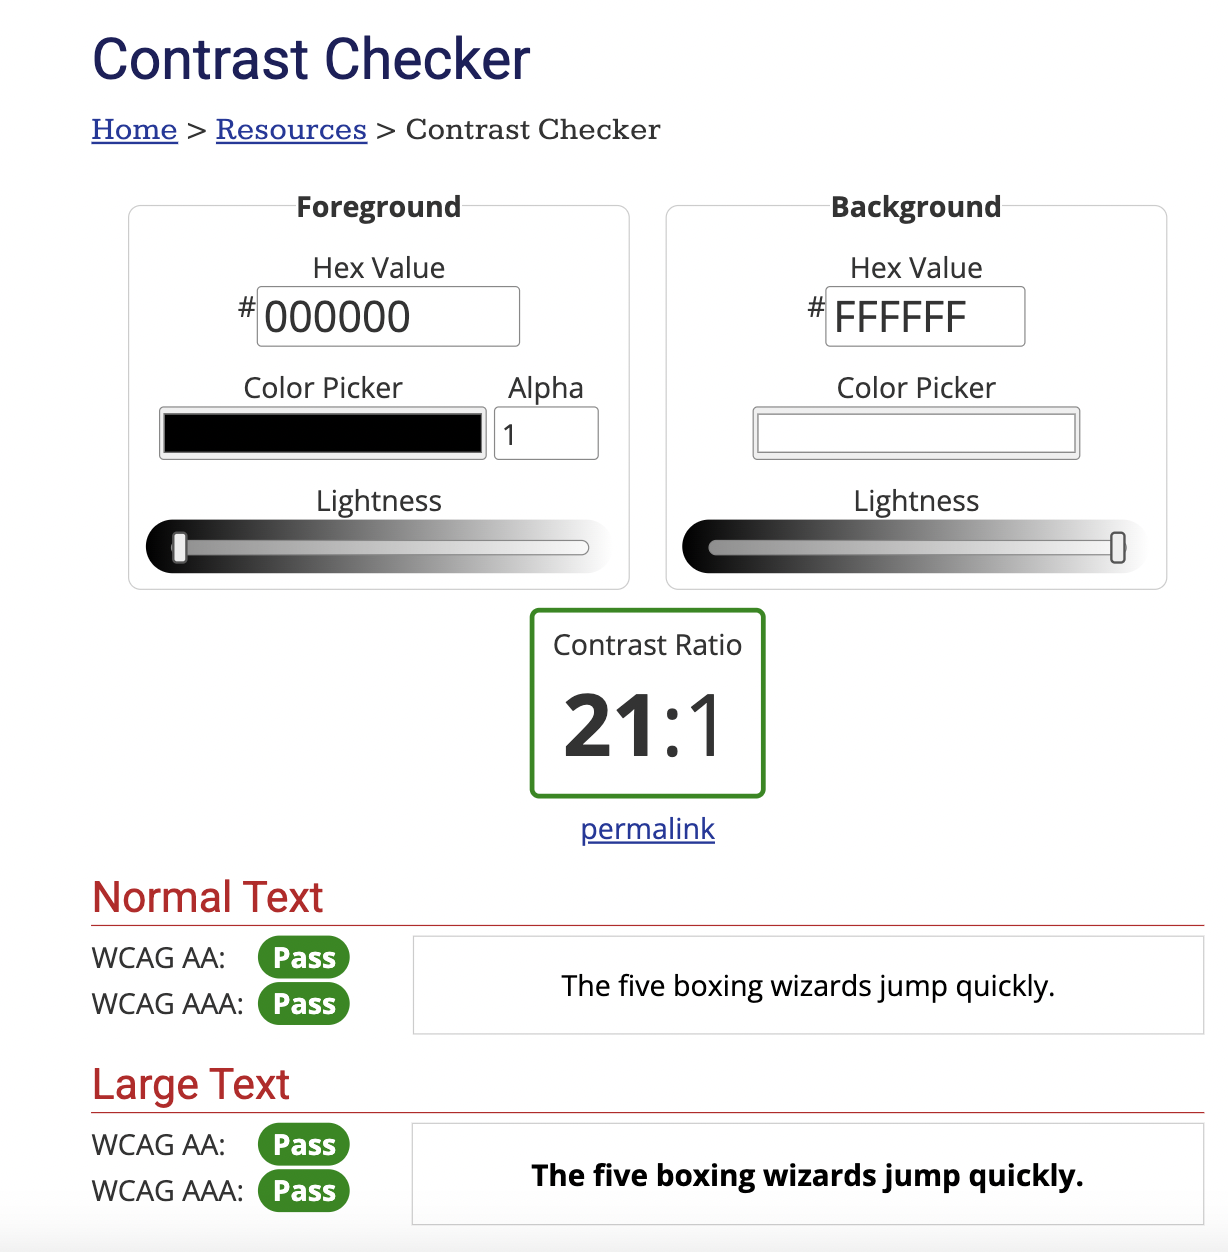 Contrast Checker
Home > Resources > Contrast Checker
Foreground
Hex Value
#000000
Color Picker Alpha
1
Lightness
Background
Hex Value
#FFFFFF
Color Picker
Lightness
Contrast Ratio
21:1
permalink
Normal Text
WCAG AA: Pass
WCAG AAA: Pass
The five boxing wizards jump quickly.
Large Text
WCAG AA: Pass
WCAG AAA: Pass
The five boxing wizards jump quickly.